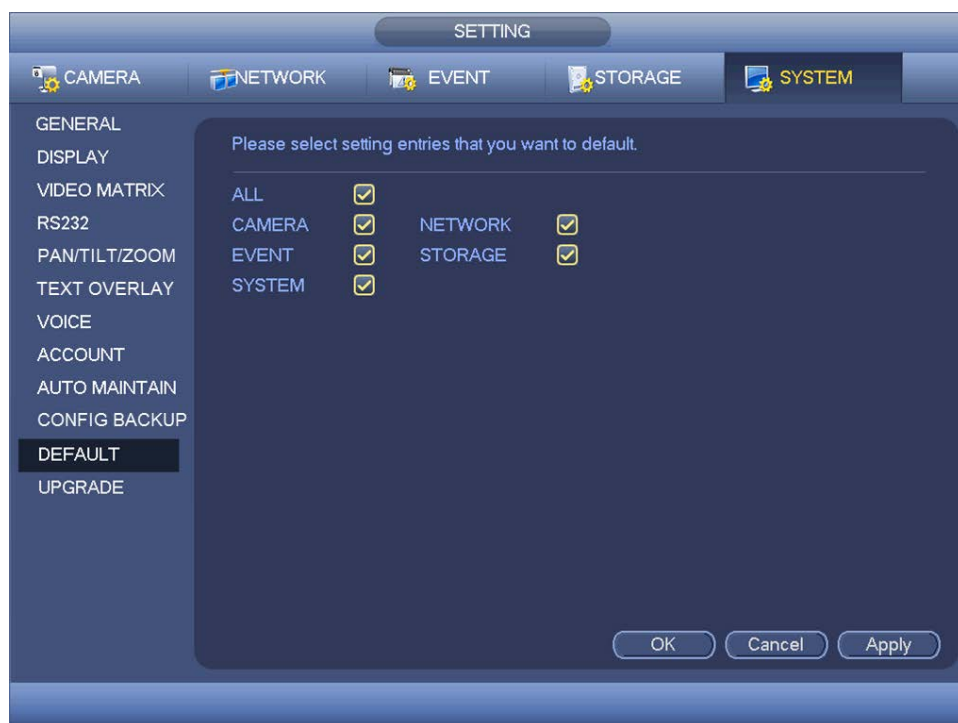 SETTING
CAMERA NETWORK EVENT STORAGE SYSTEM
GENERAL
DISPLAY
VIDEO MATRIX
RS232
PAN/TILT/ZOOM
TEXT OVERLAY
VOICE
ACCOUNT
AUTO MAINTAIN
CONFIG BACKUP
DEFAULT
UPGRADE
Please select setting entries that you want to default.
ALL
CAMERA NETWORK
EVENT STORAGE
SYSTEM
OK Cancel Apply